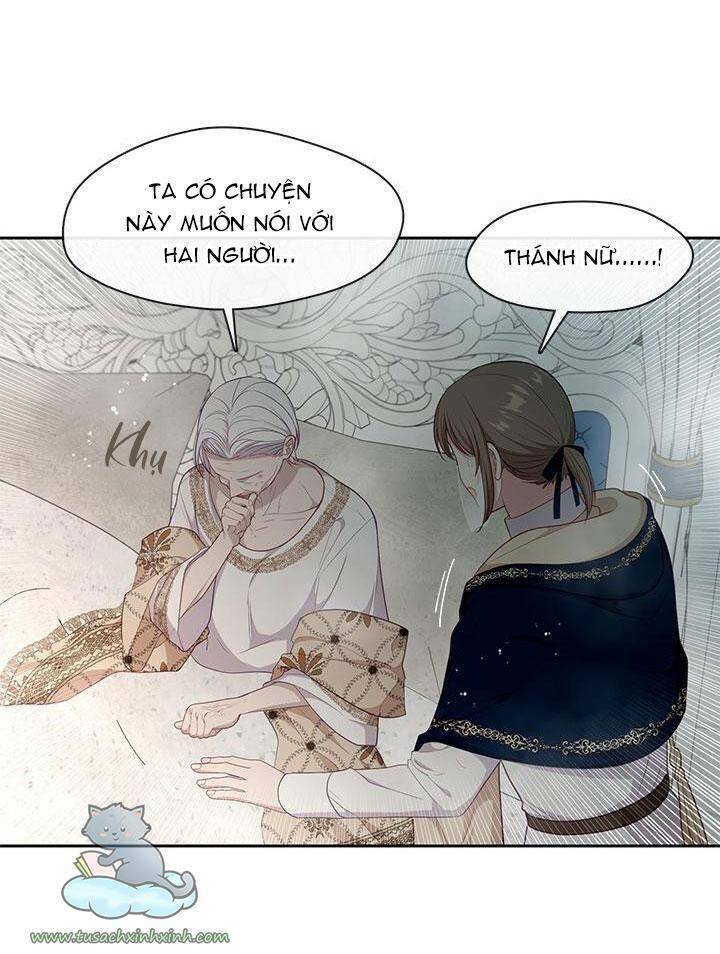 TA CÓ CHUYỆN
NÀY MUỐN NÓI VỚI
HAI NGƯỜI...
THÁNH NỮ......!
Khụ
www.tusachxinhxinh.com